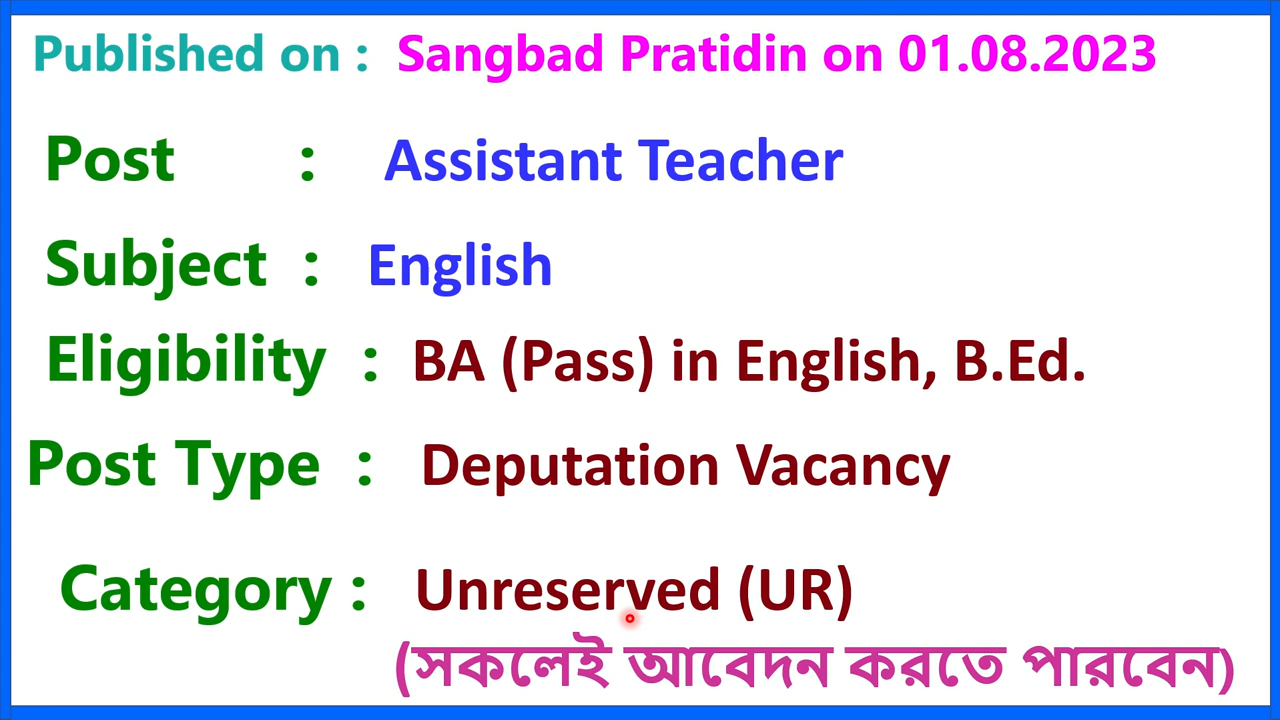 Published on : Sangbad Pratidin on 01.08.2023
Post : Assistant Teacher
Subject : English
Eligibility : BA (Pass) in English, B.Ed.
Post Type : Deputation Vacancy
Category : Unreserved (UR)
(সকলেই আবেদন করতে পারবেন)